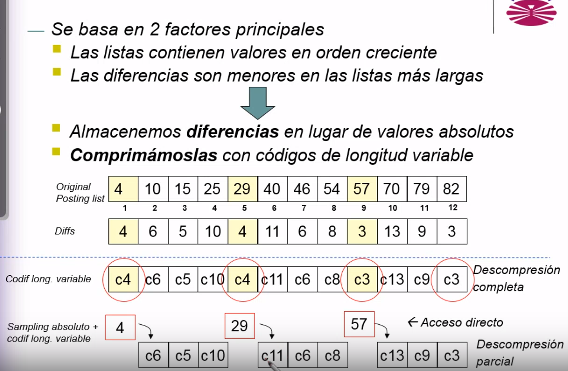 Se basa en 2 factores principales
Las listas contienen valores en orden creciente
Las diferencias son menores en las listas más largas
Almacenemos diferencias en lugar de valores absolutos
Comprimámoslas con códigos de longitud variable
Original Posting list 4 10 15 25 29 40 46 54 57 70 79 82
1 2 3 4 5 6 7 8 9 10 11 12
Diffs 4 6 5 10 4 11 6 8 3 13 9 3
Codif long. variable c4 c6 c5 c10 c4 c11 c6 c8 c3 c13 c9 c3 Descompresión completa
Sampling absoluto + codif long. variable 4 29 57 ← Acceso directo
c6 c5 c10 c11 c6 c8 c13 c9 c3 Descompresión parcial